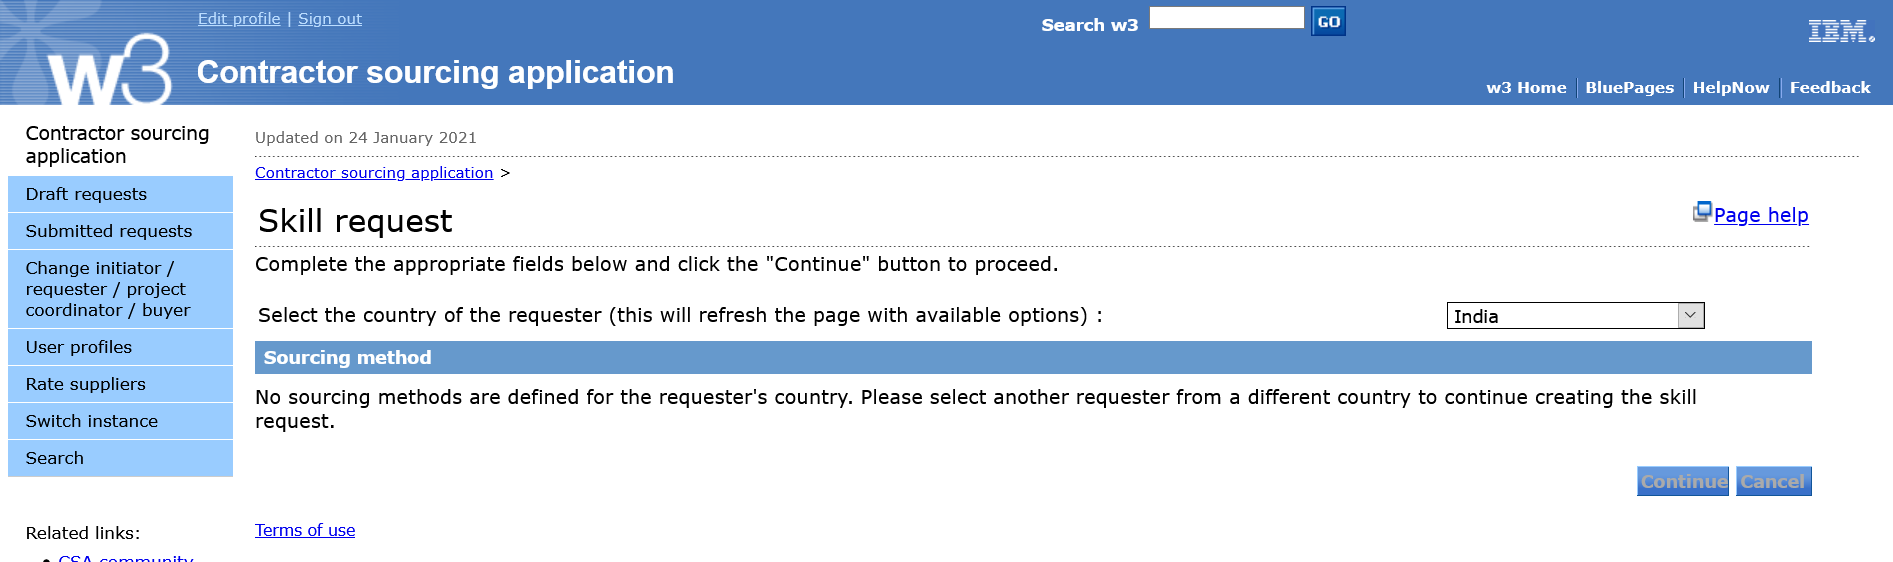 Edit profile | Sign out
Search w3
GO
IBM.
w3
Contractor sourcing application
w3 Home
BluePages
HelpNow
Feedback
Contractor sourcing
application
Draft requests
Submitted requests
Change initiator /
requester / project
coordinator / buyer
User profiles
Rate suppliers
Switch instance
Search
Related links:
• CSA community
Updated on 24 January 2021
Contractor sourcing application >
Skill request
Page help
Complete the appropriate fields below and click the "Continue" button to proceed.
Select the country of the requester (this will refresh the page with available options) :
India
Sourcing method
No sourcing methods are defined for the requester's country. Please select another requester from a different country to continue creating the skill
request.
Continue
Cancel
Terms of use